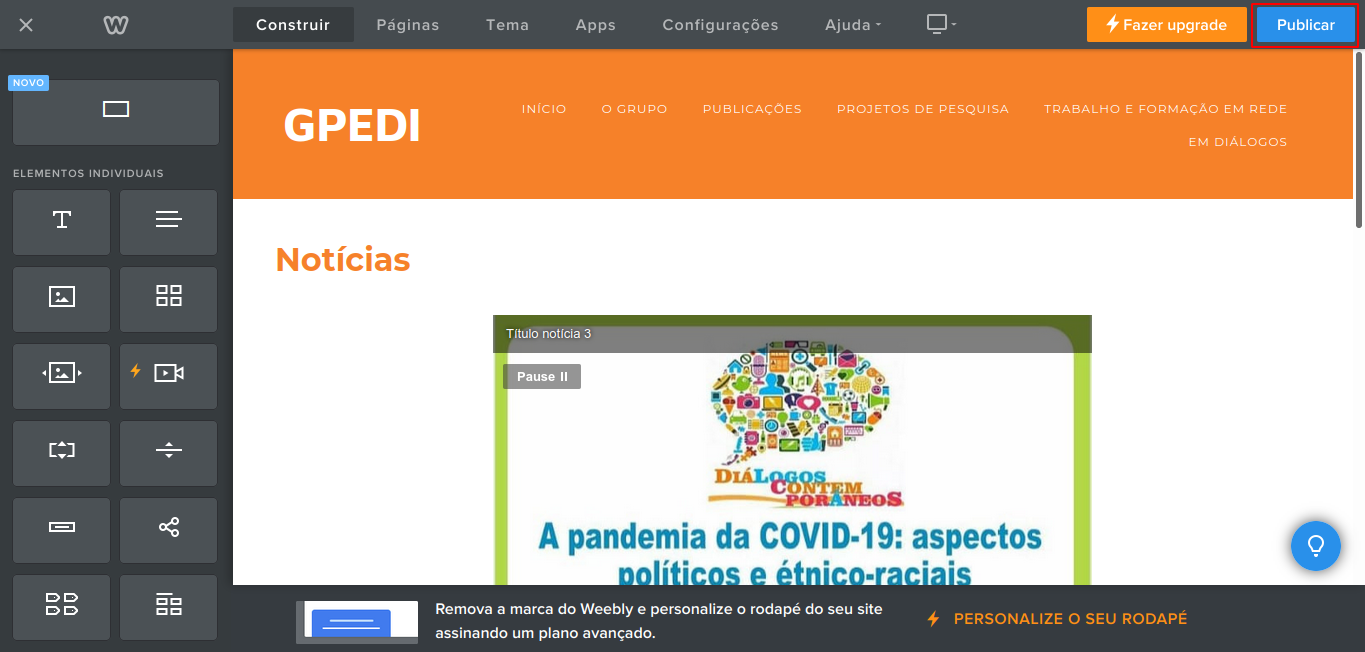 Construir Páginas Tema Apps Configurações Ajuda Fazer upgrade Publicar
NOVO
ELEMENTOS INDIVIDUAIS
GPEDI
INÍCIO O GRUPO PUBLICAÇÕES PROJETOS DE PESQUISA TRABALHO E FORMAÇÃO EM REDE
EM DIÁLOGOS
Notícias
Título notícia 3
Pause
DIÁLOGOS
CONTEM
PORÂNEOS
A pandemia da COVID-19: aspectos
políticos e étnico-raciais
Remova a marca do Weebly e personalize o rodapé do seu site
assinando um plano avançado.
PERSONALIZE O SEU RODAPÉ